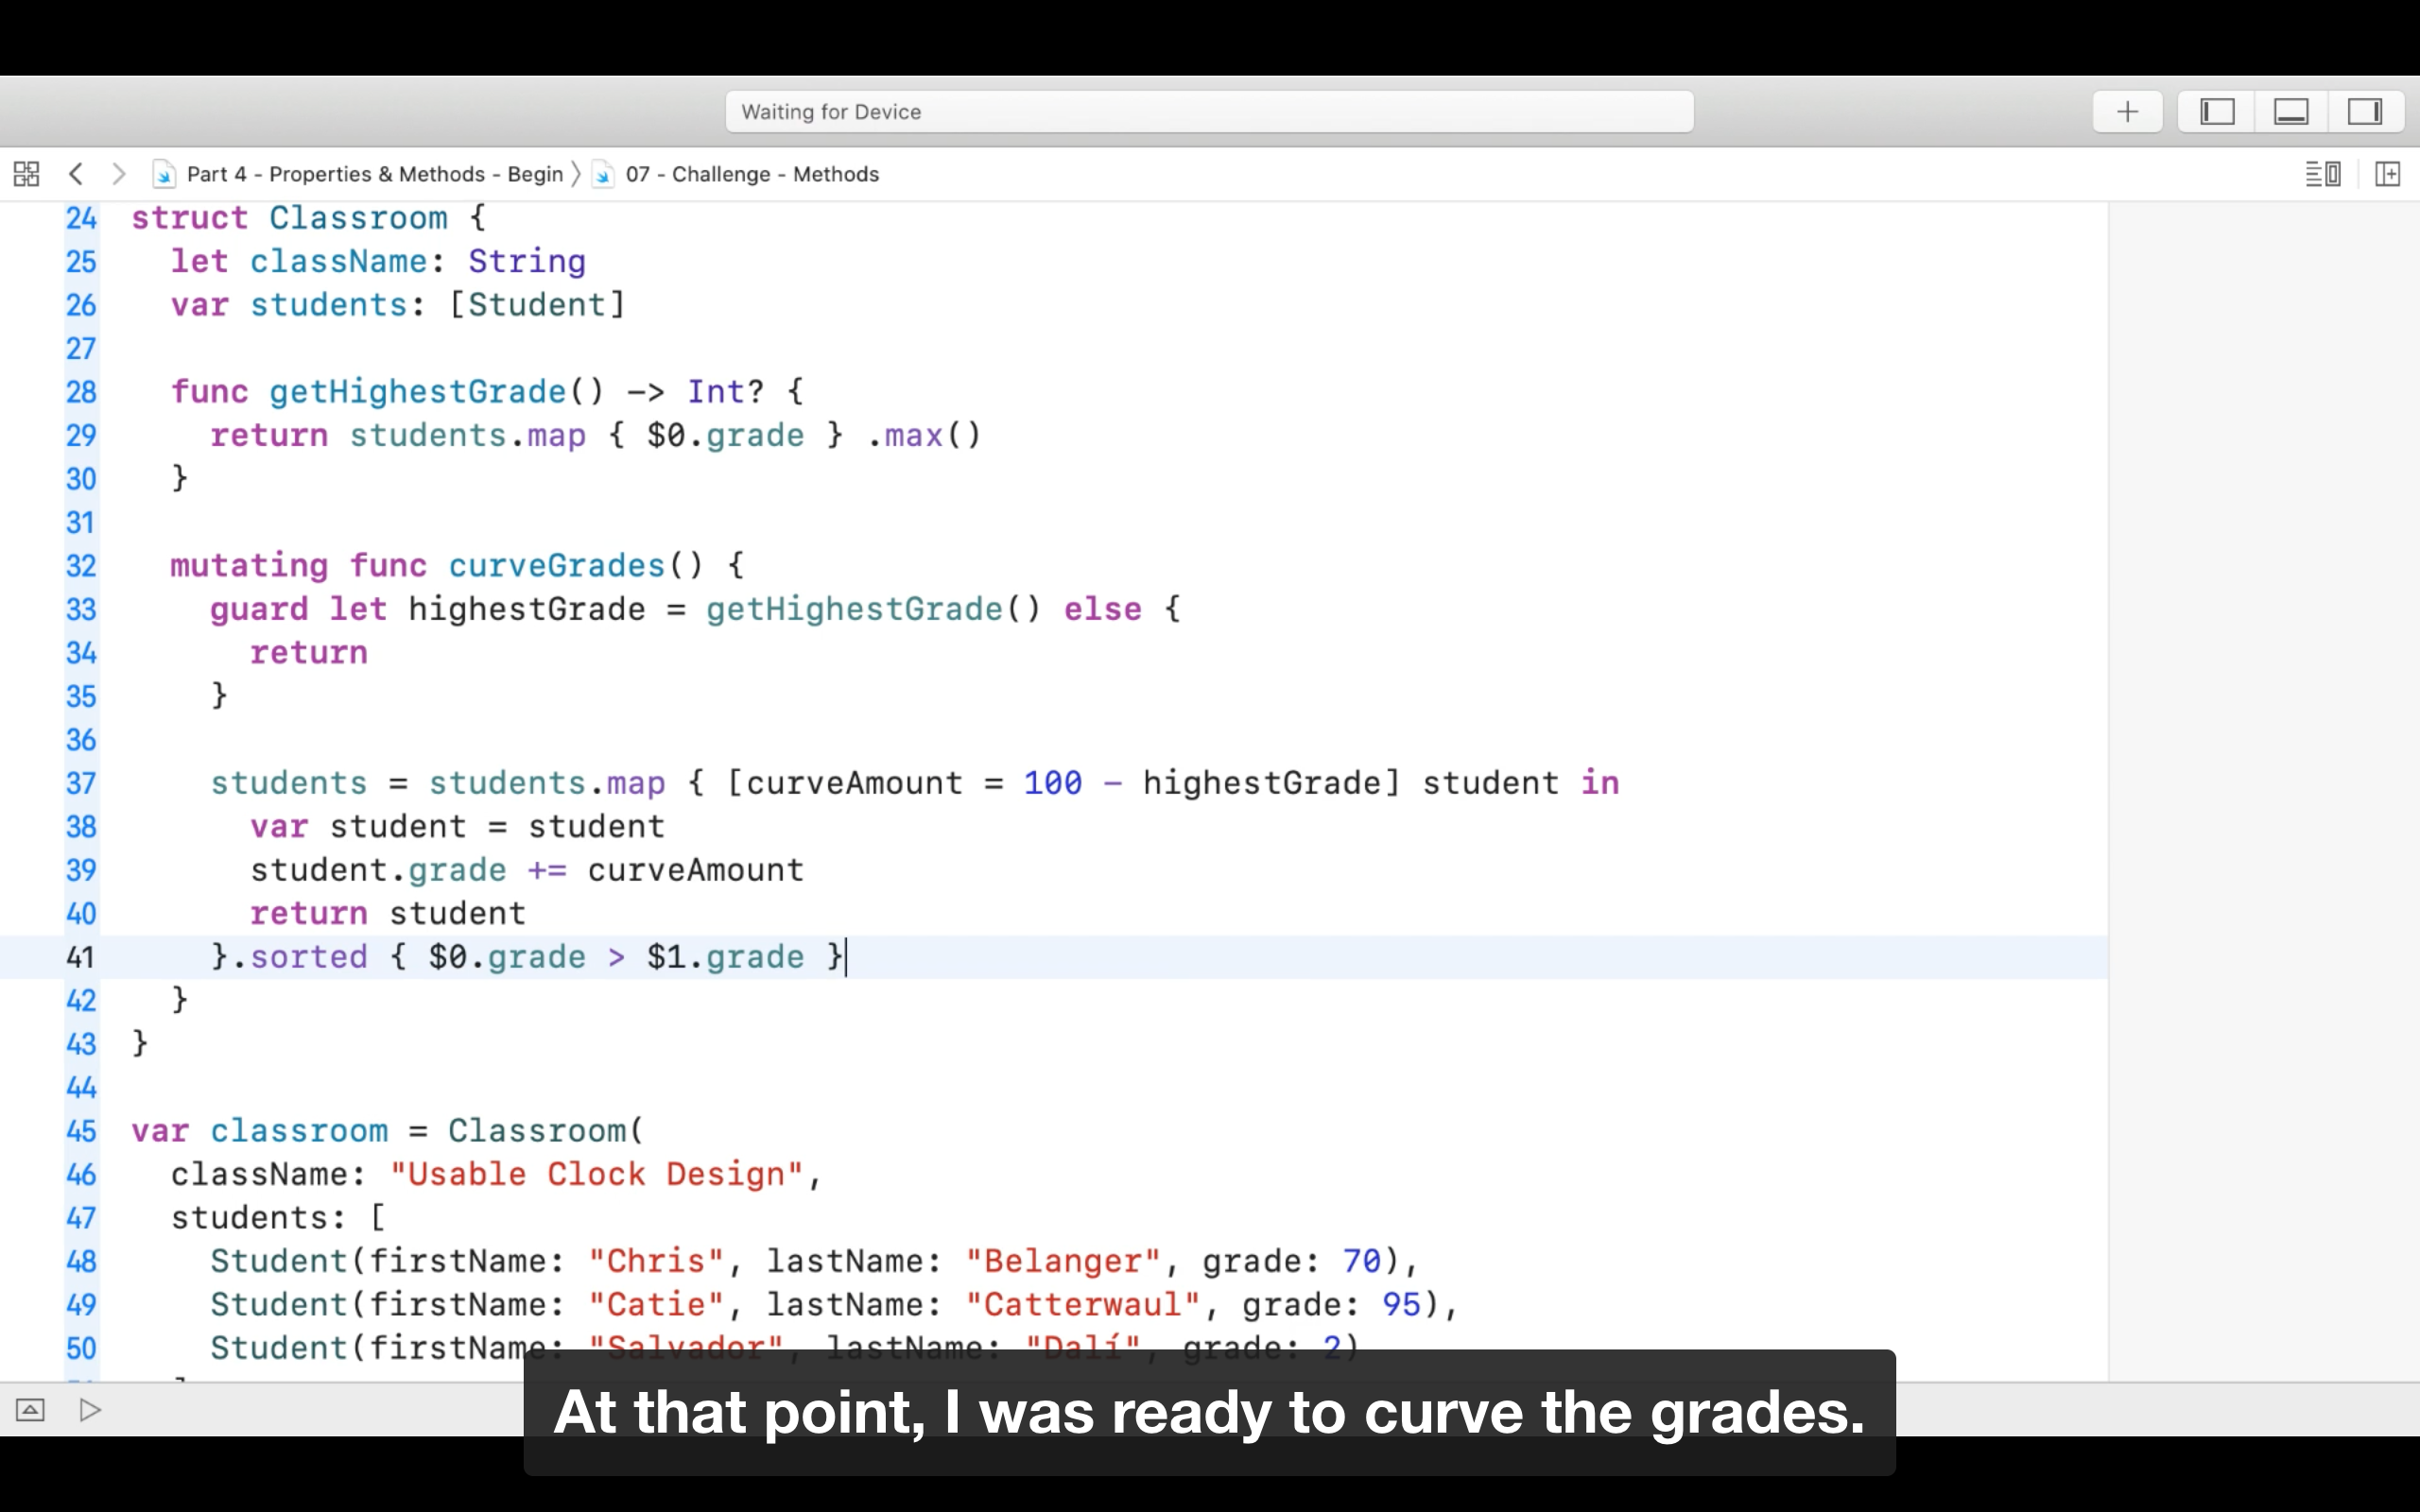 Waiting for Device
Part 4 - Properties & Methods - Begin 〉 07 - Challenge - Methods
24 struct Classroom {
25 let className: String
26 var students: [Student]
27
28 func getHighestGrade() -> Int? {
29 return students.map { $0.grade } .max()
30 }
31
32 mutating func curveGrades() {
33 guard let highestGrade = getHighestGrade() else {
34 return
35 }
36
37 students = students.map { [curveAmount = 100 - highestGrade] student in
38 var student = student
39 student.grade += curveAmount
40 return student
41 }.sorted { $0.grade > $1.grade }
42 }
43 }
44
45 var classroom = Classroom(
46 className: "Usable Clock Design",
47 students: [
48 Student(firstName: "Chris", lastName: "Belanger", grade: 70),
49 Student(firstName: "Catie", lastName: "Catterwaul", grade: 95),
50 Student(firstName: "Salvador", lastName: "Dalí", grade: 2)
At that point, I was ready to curve the grades.